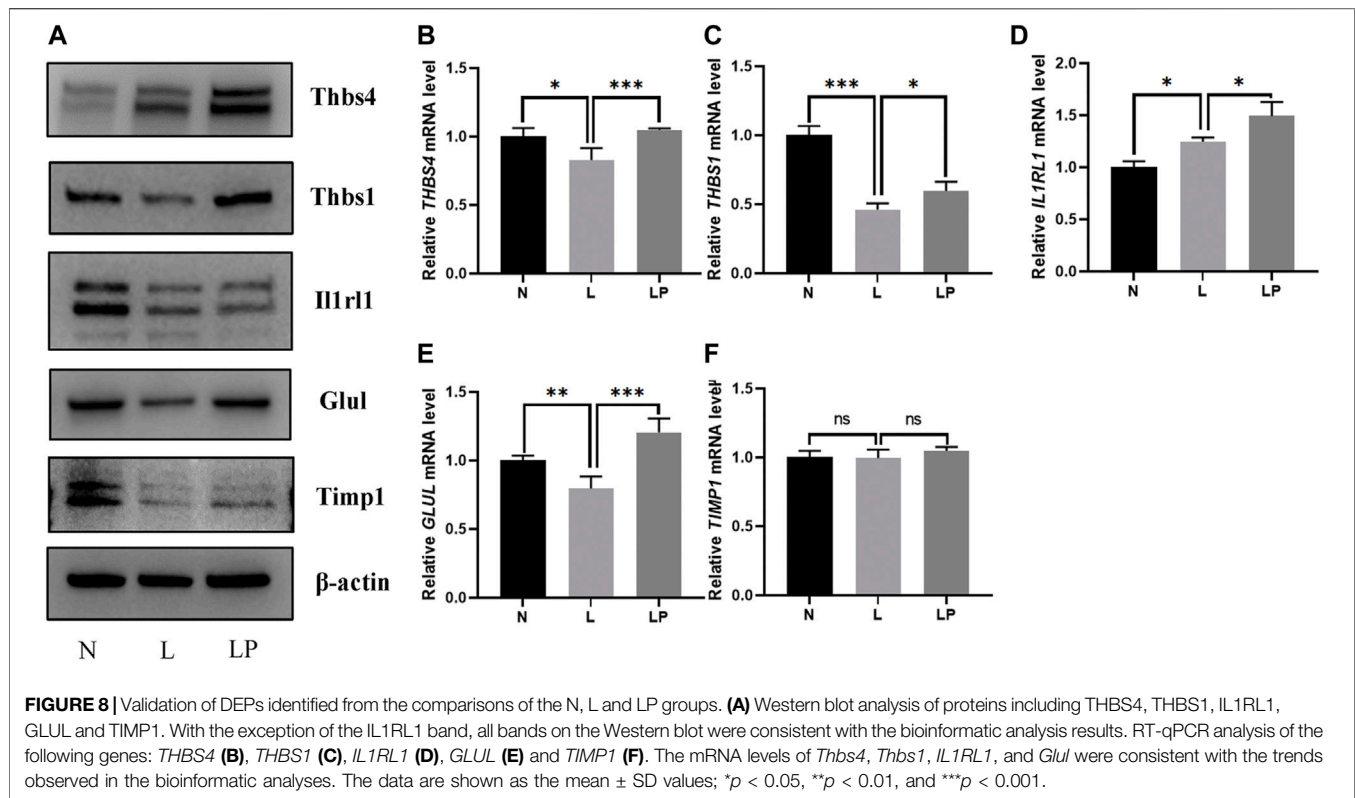 A
Thbs4
Thbs1
Il1rl1
Glul
Timp1
β-actin
N L LP
B
Relative THBS4 mRNA level
1.5
1.0
0.5
0.0
* ***
N L LP
C
Relative THBS1 mRNA level
1.5
1.0
0.5
0.0
*** *
N L LP
D
Relative IL1RL1 mRNA level
2.0
1.5
1.0
0.5
0.0
* *
N L LP
E
Relative GLUL mRNA level
1.5
1.0
0.5
0.0
** ***
N L LP
F
Relative TIMP1 mRNA level
1.5
1.0
0.5
0.0
ns ns
N L LP
FIGURE 8 | Validation of DEPs identified from the comparisons of the N, L and LP groups. (A) Western blot analysis of proteins including THBS4, THBS1, IL1RL1,
GLUL and TIMP1. With the exception of the IL1RL1 band, all bands on the Western blot were consistent with the bioinformatic analysis results. RT-qPCR analysis of the
following genes: THBS4 (B), THBS1 (C), IL1RL1 (D), GLUL (E) and TIMP1 (F). The mRNA levels of Thbs4, Thbs1, IL1RL1, and Glul were consistent with the trends
observed in the bioinformatic analyses. The data are shown as the mean ± SD values; *p < 0.05, **p < 0.01, and ***p < 0.001.